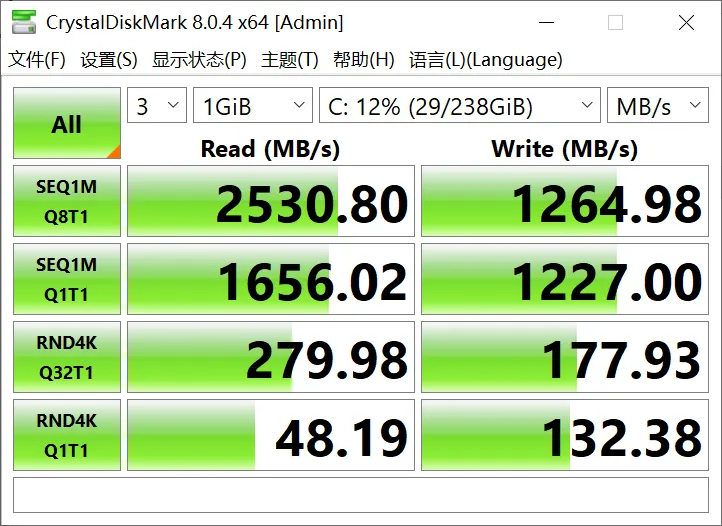 CrystalDiskMark 8.0.4 x64 [Admin]
文件(F) 设置(S) 显示状态(P) 主题(T) 帮助(H) 语言(L)(Language)
All 3 1GiB C: 12% (29/238GiB) MB/s
Read (MB/s) Write (MB/s)
SEQ1M
Q8T1 2530.80 1264.98
SEQ1M
Q1T1 1656.02 1227.00
RND4K
Q32T1 279.98 177.93
RND4K
Q1T1 48.19 132.38